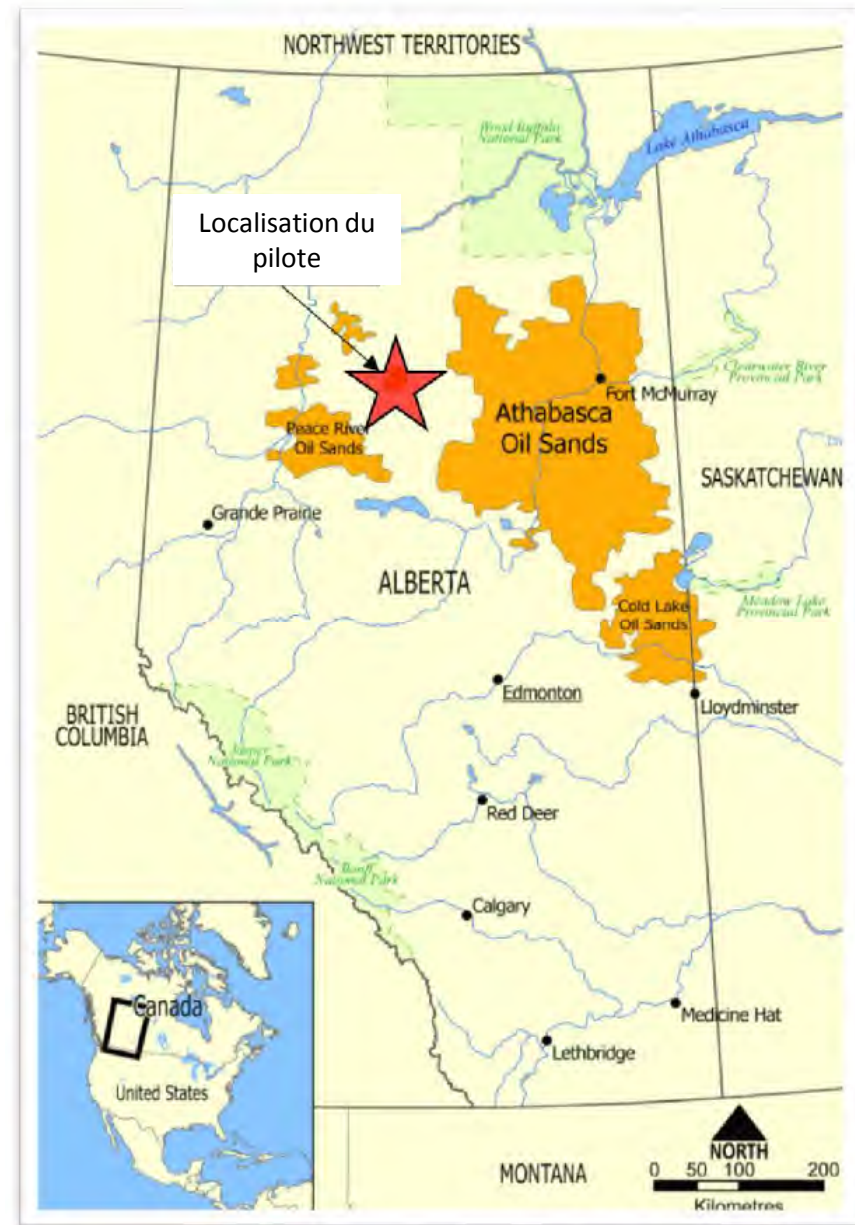 NORTHWEST TERRITORIES
Wood Buffalo
National Park
Lake Athabasca
Localisation du
pilote
Clearwater River
Provincial Park
Fort McMurray
Athabasca
Oil Sands
Peace River
Oil Sands
SASKATCHEWAN
Grande Prairie
ALBERTA
Cold Lake
Oil Sands
Meadow Lake
Provincial Park
Edmonton
Lloydminster
BRITISH
COLUMBIA
Jasper
National Park
Red Deer
Banff
National Park
Calgary
Canada
Medicine Hat
Lethbridge
United States
NORTH
MONTANA
0 50 100 200
Kilometres